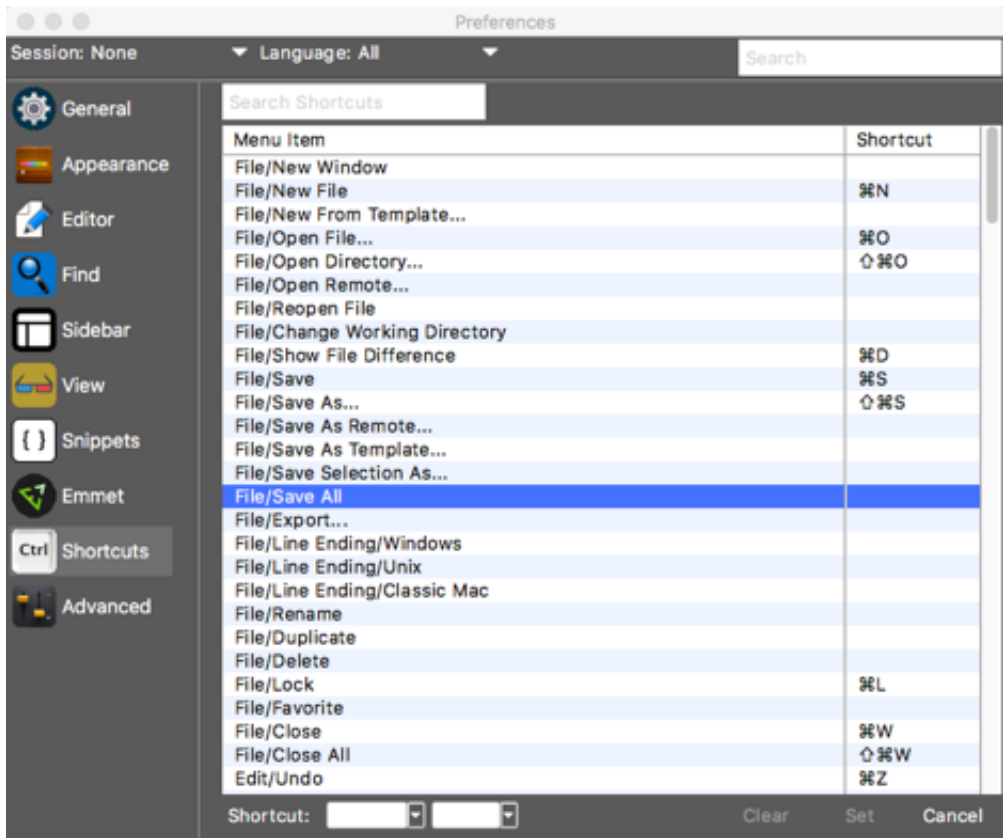 Preferences
Session: None Language: All Search
General
Appearance
Editor
Find
Sidebar
View
{ } Snippets
Emmet
Ctrl Shortcuts
Advanced
Search Shortcuts
Menu Item Shortcut
File/New Window
File/New File ⌘N
File/New From Template...
File/Open File... ⌘O
File/Open Directory... ⇧⌘O
File/Open Remote...
File/Reopen File
File/Change Working Directory
File/Show File Difference ⌘D
File/Save ⌘S
File/Save As... ⇧⌘S
File/Save As Remote...
File/Save As Template...
File/Save Selection As...
File/Save All
File/Export...
File/Line Ending/Windows
File/Line Ending/Unix
File/Line Ending/Classic Mac
File/Rename
File/Duplicate
File/Delete
File/Lock ⌘L
File/Favorite
File/Close ⌘W
File/Close All ⇧⌘W
Edit/Undo ⌘Z
Shortcut: Clear Set Cancel